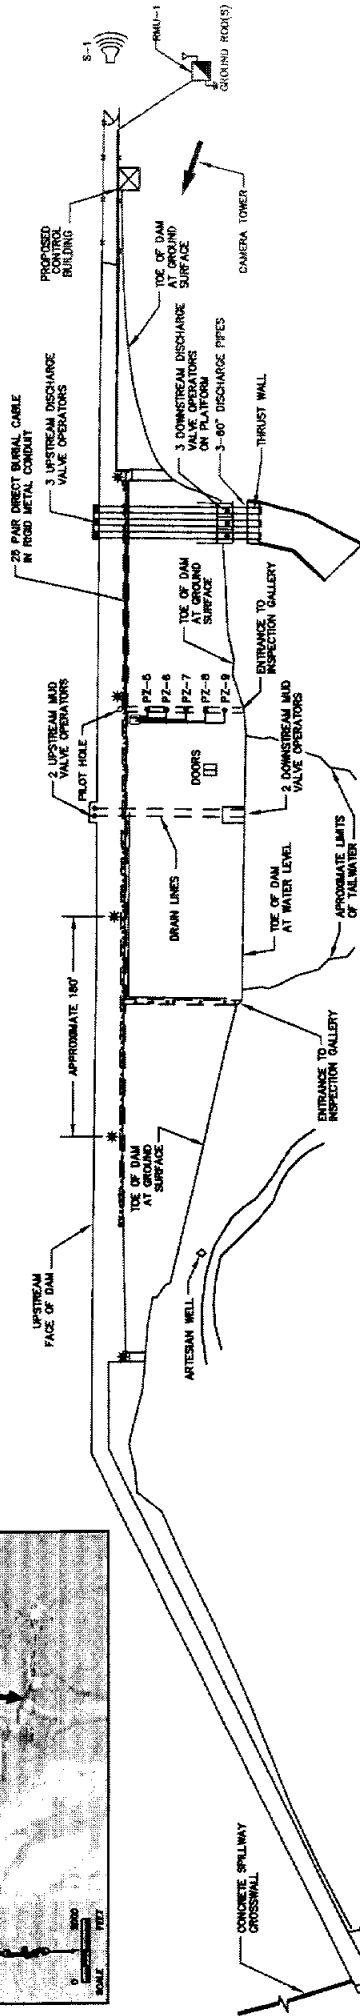 S-1
RMU-1
GROUND ROD(S)
PROPOSED
CONTROL
BUILDING
TOE OF DAM
AT GROUND
SURFACE
CAMERA TOWER
3 UPSTREAM DISCHARGE
VALVE OPERATORS
3 DOWNSTREAM DISCHARGE
VALVE OPERATORS
ON PLATFORM
3-60" DISCHARGE PIPES
THRUST WALL
25 PAIR DIRECT BURIAL CABLE
IN RIGID METAL CONDUIT
TOE OF DAM
AT GROUND
SURFACE
2 UPSTREAM MUD
VALVE OPERATORS
PILOT HOLE
PZ-5
PZ-6
PZ-7
PZ-8
PZ-9
ENTRANCE TO
INSPECTION GALLERY
DOORS
2 DOWNSTREAM MUD
VALVE OPERATORS
DRAIN LINES
TOE OF DAM
AT WATER LEVEL
APROXIMATE LIMITS
OF TAILWATER
APPROXIMATE 180'
ENTRANCE TO
INSPECTION GALLERY
UPSTREAM
FACE OF DAM
TOE OF DAM
AT GROUND
SURFACE
ARTESIAN WELL
CONCRETE SPILLWAY
CROSSWALL
0
SCALE FEET